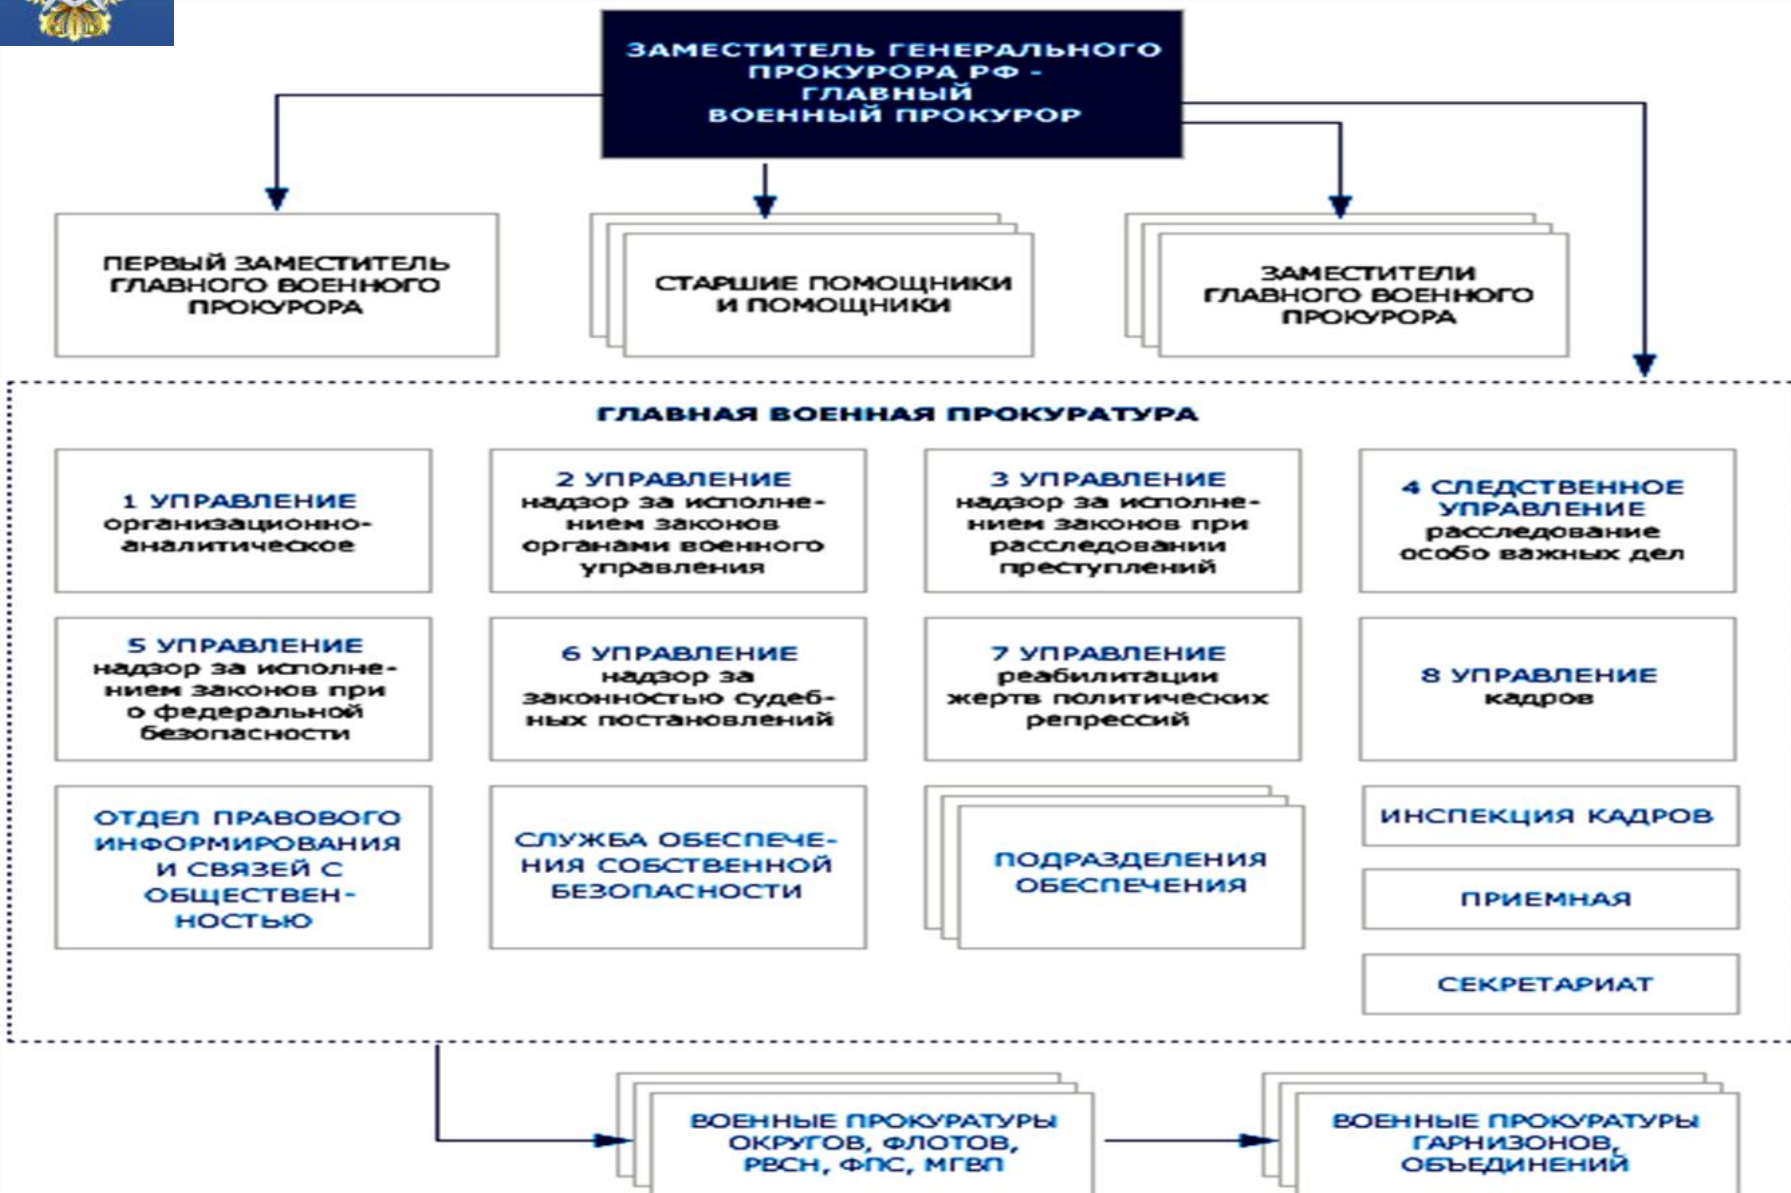 ЗАМЕСТИТЕЛЬ ГЕНЕРАЛЬНОГО
ПРОКУРОРА РФ -
ГЛАВНЫЙ
ВОЕННЫЙ ПРОКУРОР
ПЕРВЫЙ ЗАМЕСТИТЕЛЬ
ГЛАВНОГО ВОЕННОГО
ПРОКУРОРА
СТАРШИЕ ПОМОЩНИКИ
И ПОМОЩНИКИ
ЗАМЕСТИТЕЛИ
ГЛАВНОГО ВОЕННОГО
ПРОКУРОРА
ГЛАВНАЯ ВОЕННАЯ ПРОКУРАТУРА
1 УПРАВЛЕНИЕ
организационно-
аналитическое
2 УПРАВЛЕНИЕ
надзор за исполне-
нием законов
органами военного
управления
3 УПРАВЛЕНИЕ
надзор за исполне-
нием законов при
расследовании
преступлений
4 СЛЕДСТВЕННОЕ
УПРАВЛЕНИЕ
расследование
особо важных дел
5 УПРАВЛЕНИЕ
надзор за исполне-
нием законов при
о федеральной
безопасности
6 УПРАВЛЕНИЕ
надзор за
законностью судеб-
ных постановлений
7 УПРАВЛЕНИЕ
реабилитации
жертв политических
репрессий
8 УПРАВЛЕНИЕ
кадров
ОТДЕЛ ПРАВОВОГО
ИНФОРМИРОВАНИЯ
И СВЯЗЕЙ С
ОБЩЕСТВЕН-
НОСТЬЮ
СЛУЖБА ОБЕСПЕЧЕ-
НИЯ СОБСТВЕННОЙ
БЕЗОПАСНОСТИ
ПОДРАЗДЕЛЕНИЯ
ОБЕСПЕЧЕНИЯ
ИНСПЕКЦИЯ КАДРОВ
ПРИЕМНАЯ
СЕКРЕТАРИАТ
ВОЕННЫЕ ПРОКУРАТУРЫ
ОКРУГОВ, ФЛОТОВ,
РВСН, ФПС, МГВП
ВОЕННЫЕ ПРОКУРАТУРЫ
ГАРНИЗОНОВ,
ОБЪЕДИНЕНИЙ